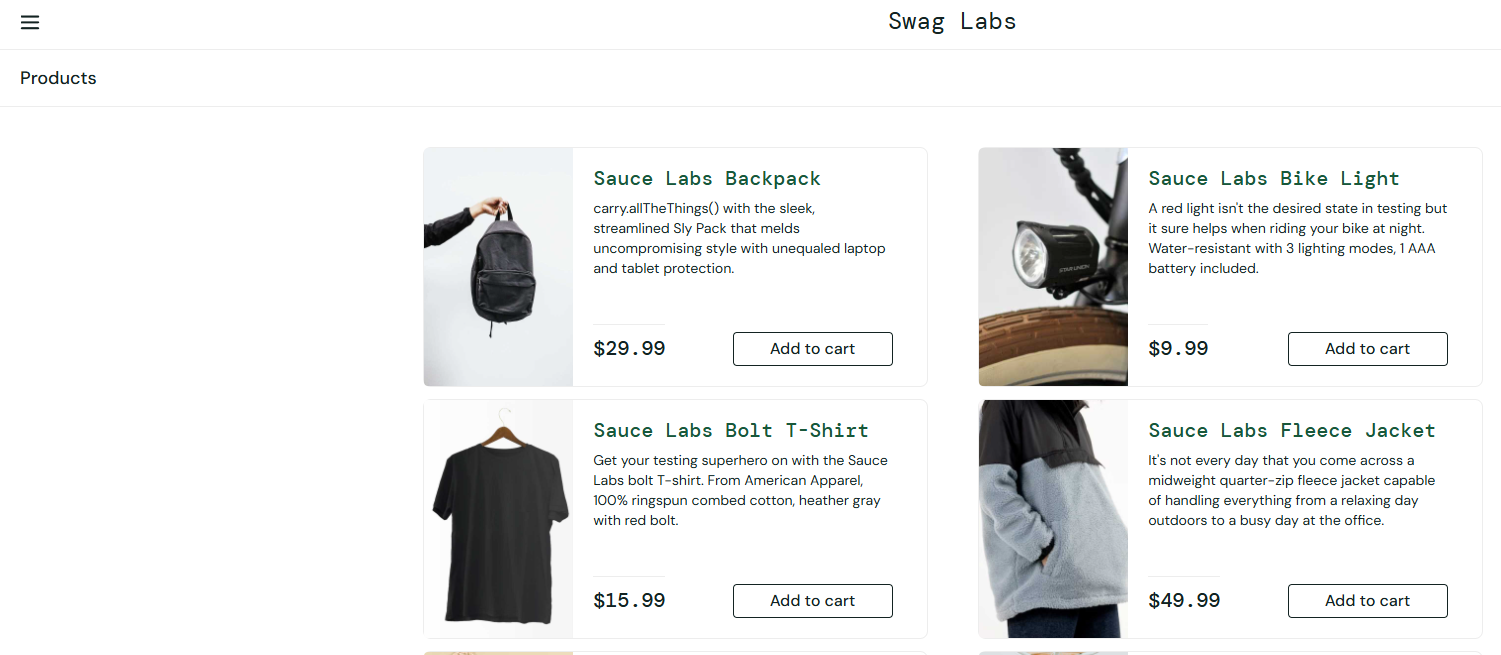 Swag Labs
Products
Sauce Labs Backpack
carry.allTheThings() with the sleek,
streamlined Sly Pack that melds
uncompromising style with unequaled laptop
and tablet protection.
$29.99
Add to cart
Sauce Labs Bike Light
A red light isn't the desired state in testing but
it sure helps when riding your bike at night.
Water-resistant with 3 lighting modes, 1 AAA
battery included.
STAR UNION
$9.99
Add to cart
Sauce Labs Bolt T-Shirt
Get your testing superhero on with the Sauce
Labs bolt T-shirt. From American Apparel,
100% ringspun combed cotton, heather gray
with red bolt.
$15.99
Add to cart
Sauce Labs Fleece Jacket
It's not every day that you come across a
midweight quarter-zip fleece jacket capable
of handling everything from a relaxing day
outdoors to a busy day at the office.
$49.99
Add to cart